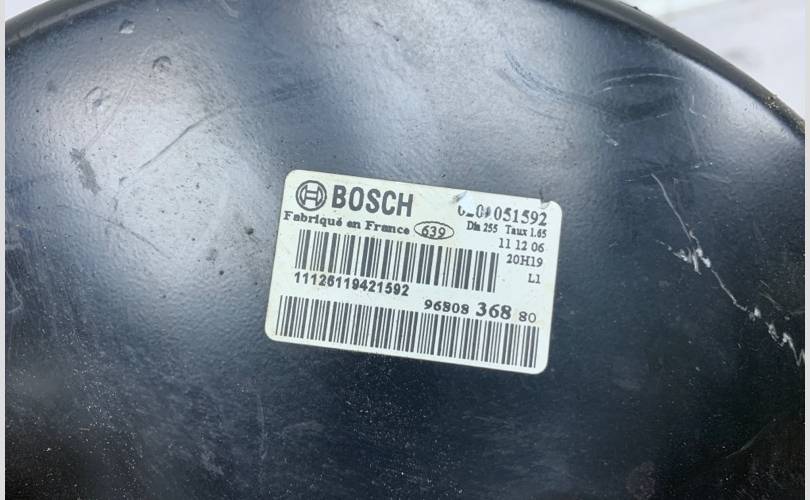 BOSCH 0204051592
Fabriqué en France 639 Dia 255 Taux 1.65
11 12 06
20H19
L1
11126119421592
96808 368 80